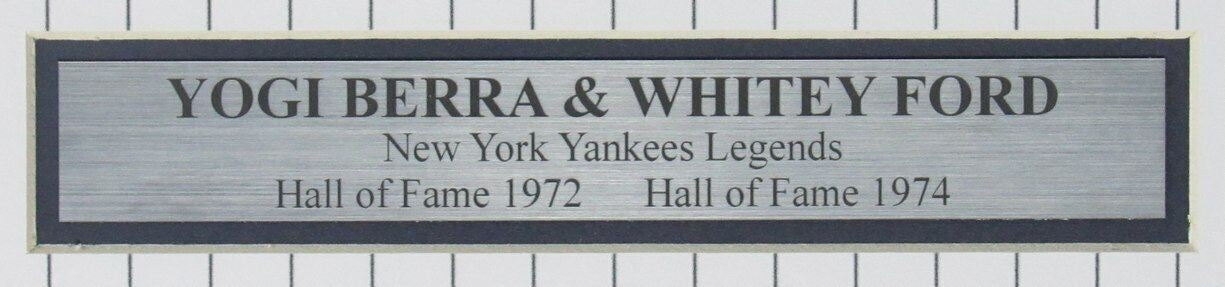 YOGI BERRA & WHITEY FORD
New York Yankees Legends
Hall of Fame 1972 Hall of Fame 1974